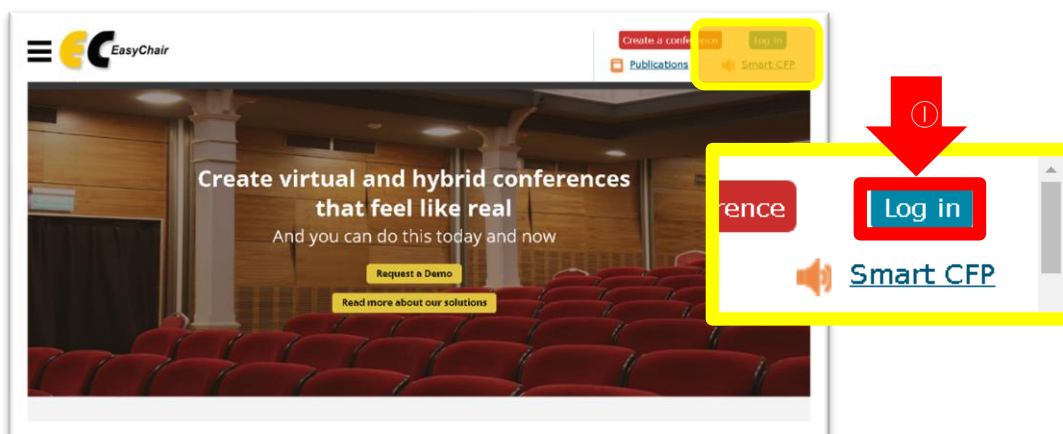 EC EasyChair
Create a conference Log in
Publications Smart CFP
Create virtual and hybrid conferences
that feel like real
And you can do this today and now
Request a Demo
Read more about our solutions
①
rence Log in
Smart CFP